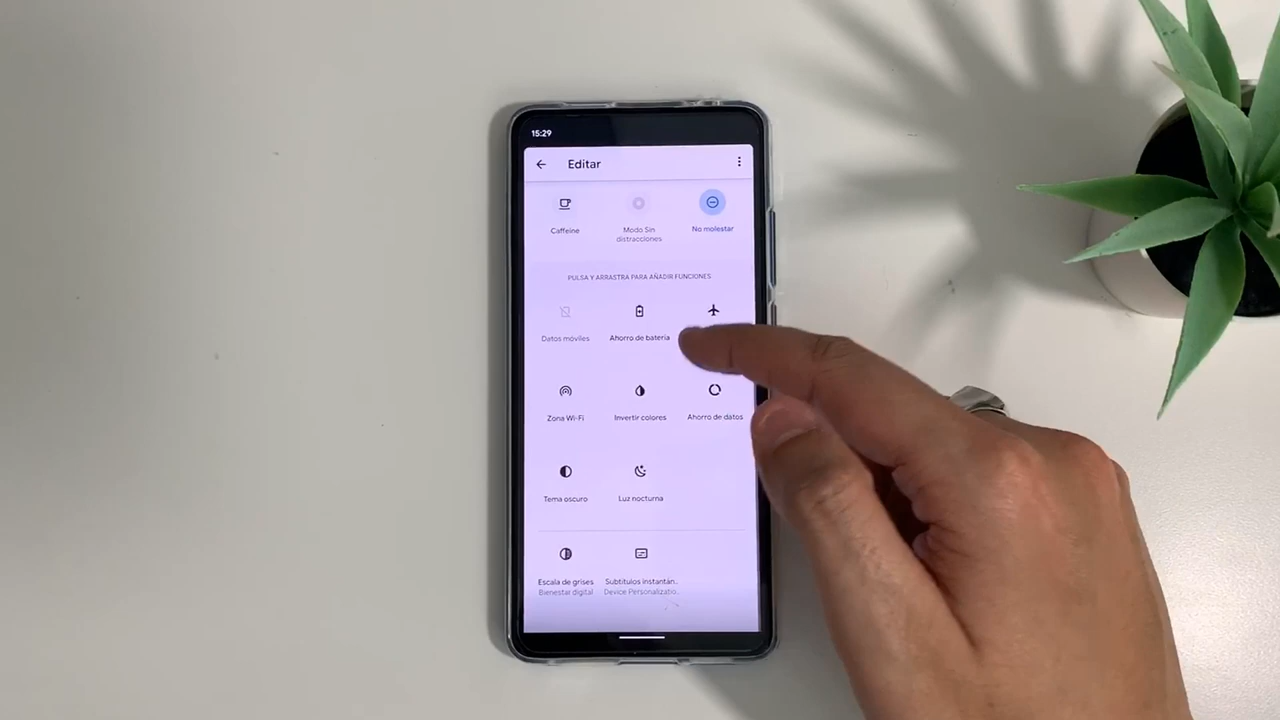 15:29
Editar
Caffeine
Modo Sin
distracciones
No molestar
PULSA Y ARRASTRA PARA AÑADIR FUNCIONES
Datos móviles
Ahorro de batería
Zona Wi-Fi
Invertir colores
Ahorro de datos
Tema oscuro
Luz nocturna
Escala de grises
Bienestar digital
Subtítulos instantán..
Device Personalizatio..